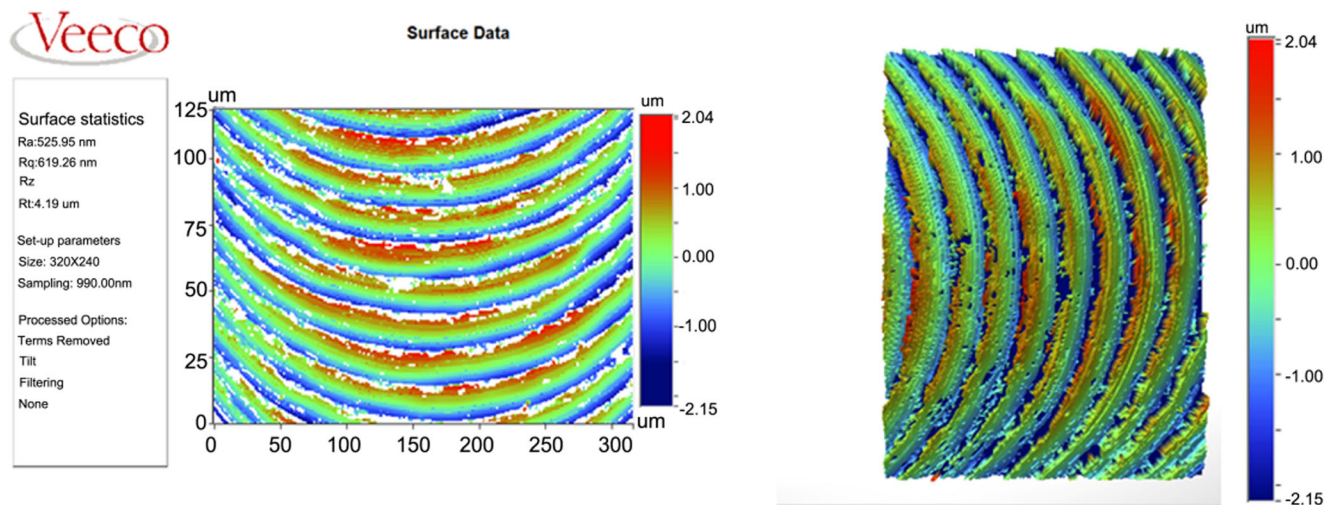 Veeco
Surface Data
Surface statistics
Ra:525.95 nm
Rq:619.26 nm
Rz
Rt:4.19 um
Set-up parameters
Size: 320X240
Sampling: 990.00nm
Processed Options:
Terms Removed
Tilt
Filtering
None
um
125
100
75
50
25
0
0 50 100 150 200 250 300
um
um
2.04
1.00
0.00
-1.00
-2.15
um
2.04
1.00
0.00
-1.00
-2.15